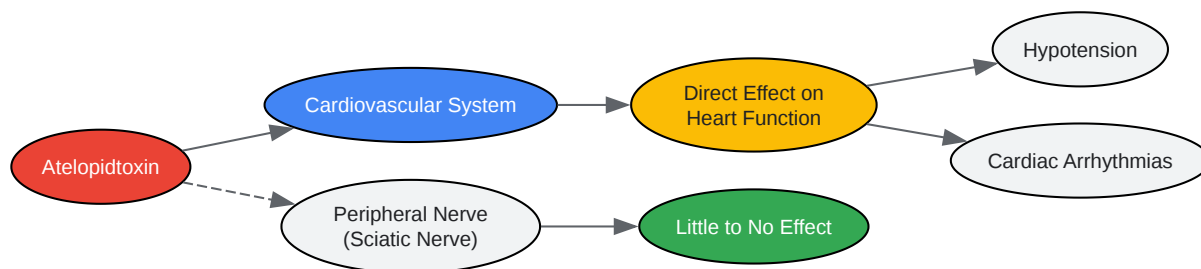 Atelopidtoxin
Cardiovascular System
Peripheral Nerve
(Sciatic Nerve)
Direct Effect on
Heart Function
Little to No Effect
Hypotension
Cardiac Arrhythmias